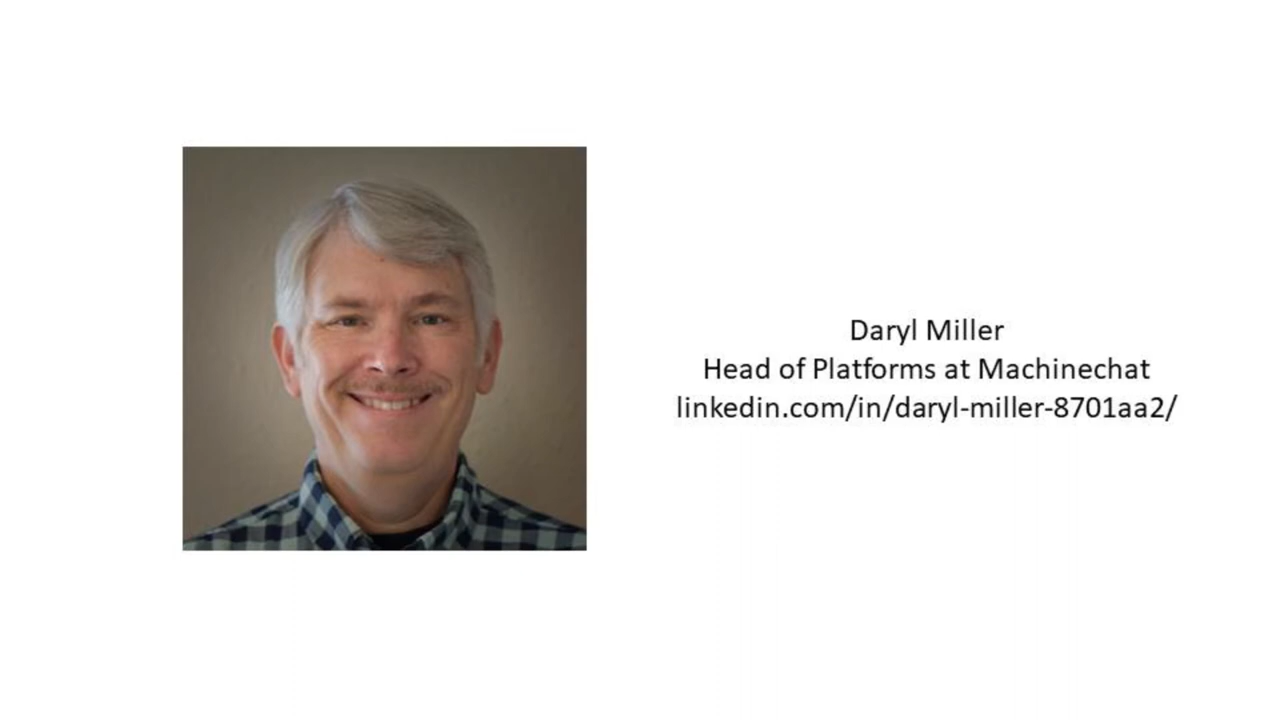 Daryl Miller
Head of Platforms at Machinechat
linkedin.com/in/daryl-miller-8701aa2/